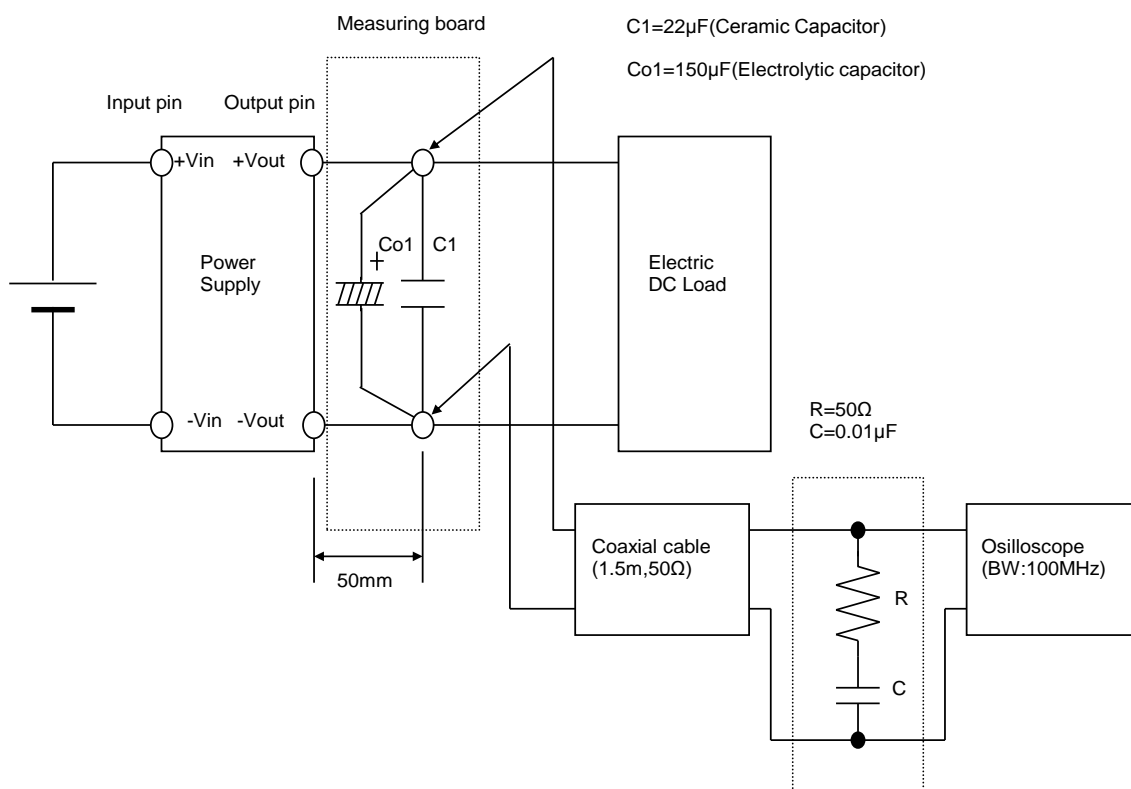 Measuring board
C1=22μF(Ceramic Capacitor)
Co1=150μF(Electrolytic capacitor)
Input pin
Output pin
+Vin
+Vout
Co1
C1
+
Power
Supply
Electric
DC Load
-Vin
-Vout
R=50Ω
C=0.01μF
50mm
Coaxial cable
(1.5m,50Ω)
R
C
Osilloscope
(BW:100MHz)